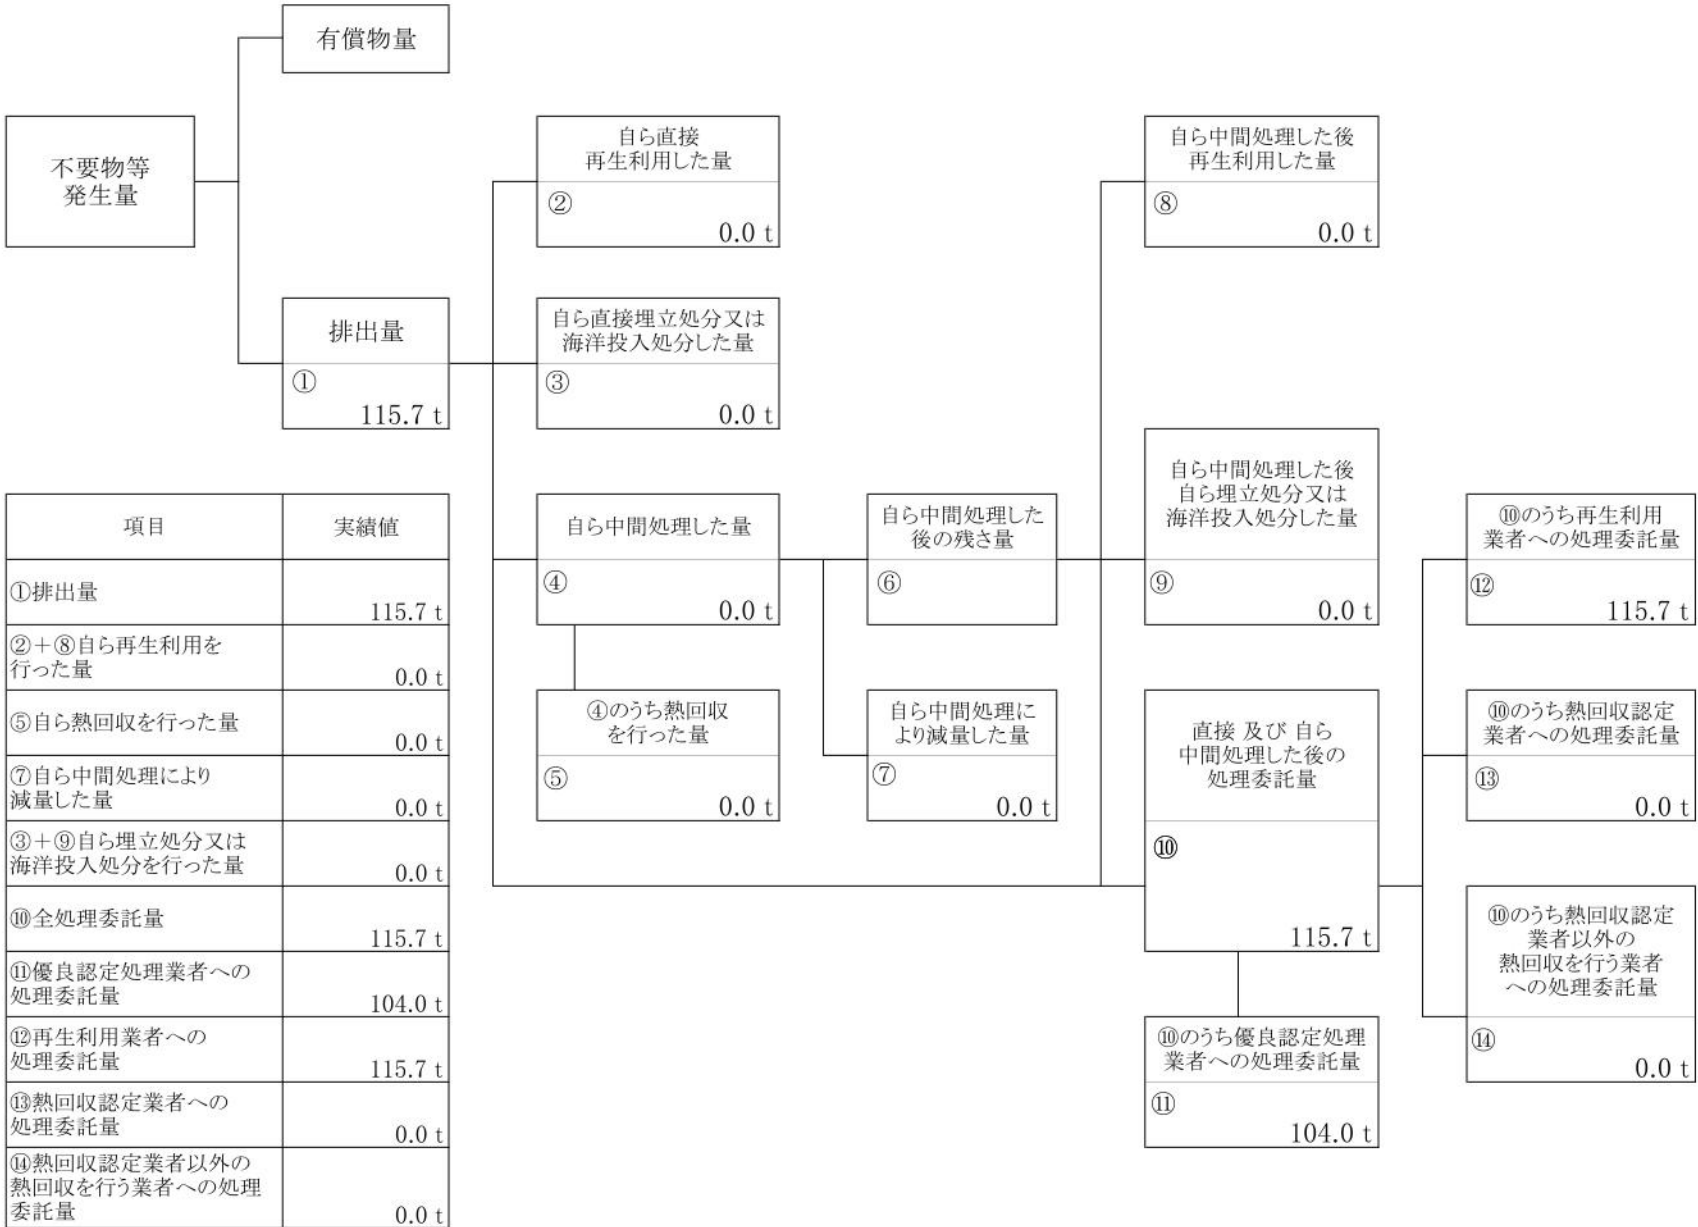 有償物量
不要物等
発生量
自ら直接
再生利用した量
②
0.0 t
自ら中間処理した後
再生利用した量
⑧
0.0 t
排出量
①
115.7 t
自ら直接埋立処分又は
海洋投入処分した量
③
0.0 t
自ら中間処理した量
④
0.0 t
自ら中間処理した
後の残さ量
⑥
自ら中間処理した後
自ら埋立処分又は
海洋投入処分した量
⑨
0.0 t
⑩のうち再生利用
業者への処理委託量
⑫
115.7 t
④のうち熱回収
を行った量
⑤
0.0 t
自ら中間処理に
より減量した量
⑦
0.0 t
直接 及び 自ら
中間処理した後の
処理委託量
⑩
115.7 t
⑩のうち熱回収認定
業者への処理委託量
⑬
0.0 t
⑩のうち熱回収認定
業者以外の
熱回収を行う業者
への処理委託量
⑭
0.0 t
⑩のうち優良認定処理
業者への処理委託量
⑪
104.0 t
項目 実績値
①排出量
115.7 t
②＋⑧自ら再生利用を
行った量
0.0 t
⑤自ら熱回収を行った量
0.0 t
⑦自ら中間処理により
減量した量
0.0 t
③＋⑨自ら埋立処分又は
海洋投入処分を行った量
0.0 t
⑩全処理委託量
115.7 t
⑪優良認定処理業者への
処理委託量
104.0 t
⑫再生利用業者への
処理委託量
115.7 t
⑬熱回収認定業者への
処理委託量
0.0 t
⑭熱回収認定業者以外の
熱回収を行う業者への処理
委託量
0.0 t